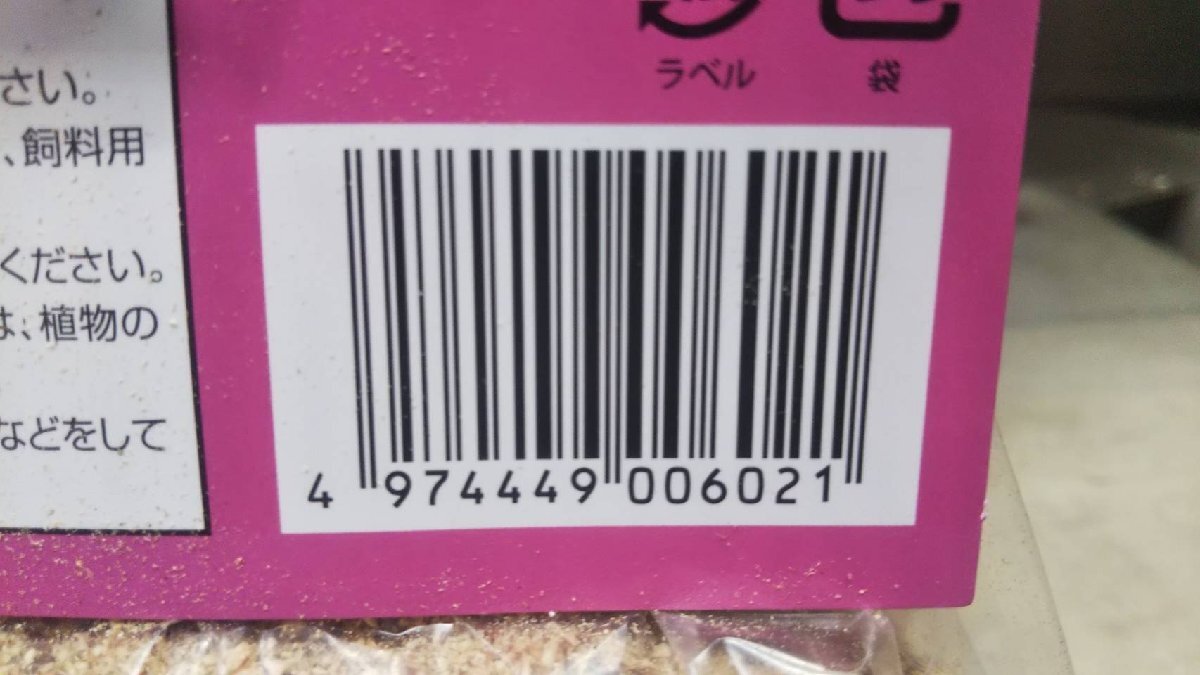 ラベル 袋
さい。
、飼料用
ください。
は、植物の
などをして
4 974449 006021